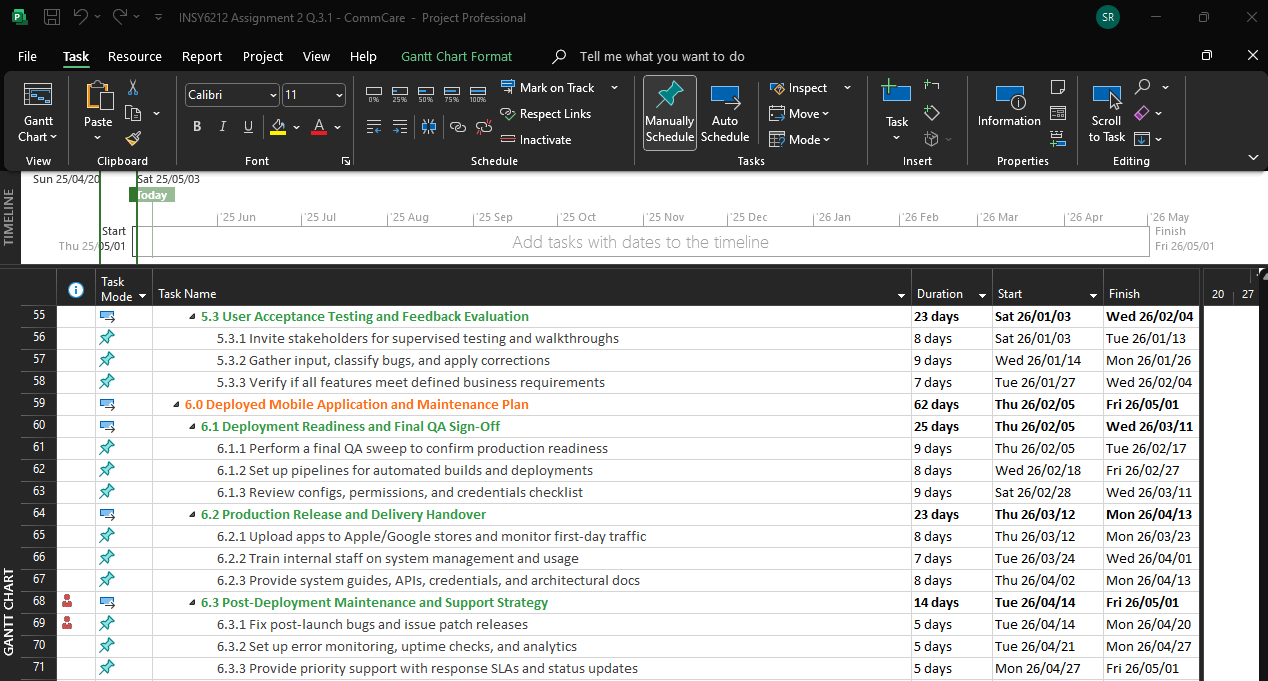 INSY6212 Assignment 2 Q.3.1 - CommCare - Project Professional
SR
File Task Resource Report Project View Help Gantt Chart Format Tell me what you want to do
Gantt Chart
View
Paste
Clipboard
Calibri 11
B I U A
Font
0% 25% 50% 75% 100%
Mark on Track
Respect Links
Inactivate
Schedule
Manually Schedule
Auto Schedule
Inspect
Move
Mode
Tasks
Task
Insert
Information
Properties
Scroll to Task
Editing
TIMELINE
Sun 25/04/20 Sat 25/05/03
Today
'25 Jun '25 Jul '25 Aug '25 Sep '25 Oct '25 Nov '25 Dec '26 Jan '26 Feb '26 Mar '26 Apr '26 May
Start
Thu 25/05/01
Add tasks with dates to the timeline
Finish
Fri 26/05/01
Task Mode Task Name Duration Start Finish 20 27
55 5.3 User Acceptance Testing and Feedback Evaluation 23 days Sat 26/01/03 Wed 26/02/04
56 5.3.1 Invite stakeholders for supervised testing and walkthroughs 8 days Sat 26/01/03 Tue 26/01/13
57 5.3.2 Gather input, classify bugs, and apply corrections 9 days Wed 26/01/14 Mon 26/01/26
58 5.3.3 Verify if all features meet defined business requirements 7 days Tue 26/01/27 Wed 26/02/04
59 6.0 Deployed Mobile Application and Maintenance Plan 62 days Thu 26/02/05 Fri 26/05/01
60 6.1 Deployment Readiness and Final QA Sign-Off 25 days Thu 26/02/05 Wed 26/03/11
61 6.1.1 Perform a final QA sweep to confirm production readiness 9 days Thu 26/02/05 Tue 26/02/17
62 6.1.2 Set up pipelines for automated builds and deployments 8 days Wed 26/02/18 Fri 26/02/27
63 6.1.3 Review configs, permissions, and credentials checklist 9 days Sat 26/02/28 Wed 26/03/11
64 6.2 Production Release and Delivery Handover 23 days Thu 26/03/12 Mon 26/04/13
65 6.2.1 Upload apps to Apple/Google stores and monitor first-day traffic 8 days Thu 26/03/12 Mon 26/03/23
66 6.2.2 Train internal staff on system management and usage 7 days Tue 26/03/24 Wed 26/04/01
67 6.2.3 Provide system guides, APIs, credentials, and architectural docs 8 days Thu 26/04/02 Mon 26/04/13
68 6.3 Post-Deployment Maintenance and Support Strategy 14 days Tue 26/04/14 Fri 26/05/01
69 6.3.1 Fix post-launch bugs and issue patch releases 5 days Tue 26/04/14 Mon 26/04/20
70 6.3.2 Set up error monitoring, uptime checks, and analytics 5 days Tue 26/04/21 Mon 26/04/27
71 6.3.3 Provide priority support with response SLAs and status updates 5 days Mon 26/04/27 Fri 26/05/01
GANTT CHART